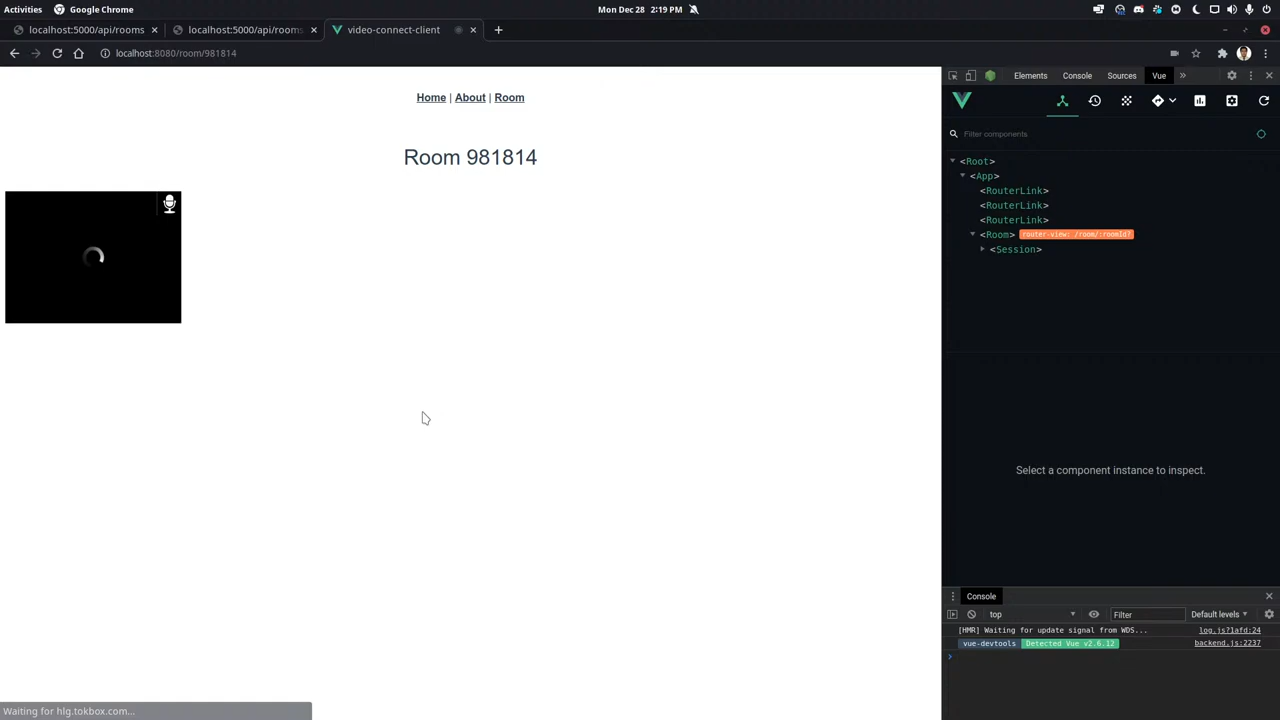 Activities Google Chrome Mon Dec 28 2:19 PM
localhost:5000/api/rooms localhost:5000/api/rooms video-connect-client
localhost:8080/room/981814
Home | About | Room
Room 981814
Waiting for hlg.tokbox.com...
Elements Console Sources Vue »
Filter components
<Root>
<App>
<RouterLink>
<RouterLink>
<RouterLink>
<Room> router-view: /room/:roomId?
<Session>
Select a component instance to inspect.
Console
top Filter Default levels
[HMR] Waiting for update signal from WDS... log.js?1afd:24
vue-devtools Detected Vue v2.6.12 backend.js:2237